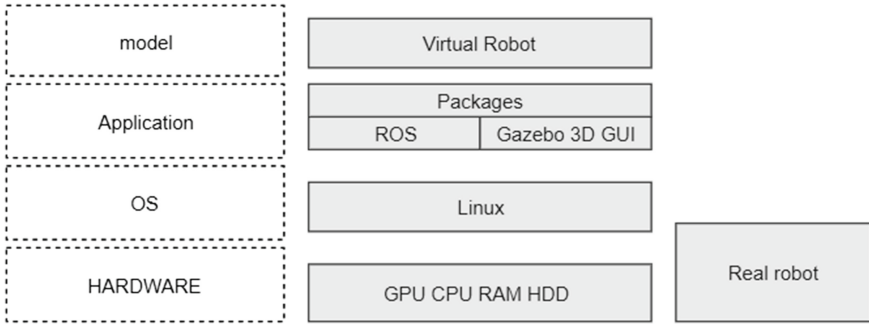 model
Virtual Robot
Application
Packages
ROS
Gazebo 3D GUI
OS
Linux
HARDWARE
GPU CPU RAM HDD
Real robot